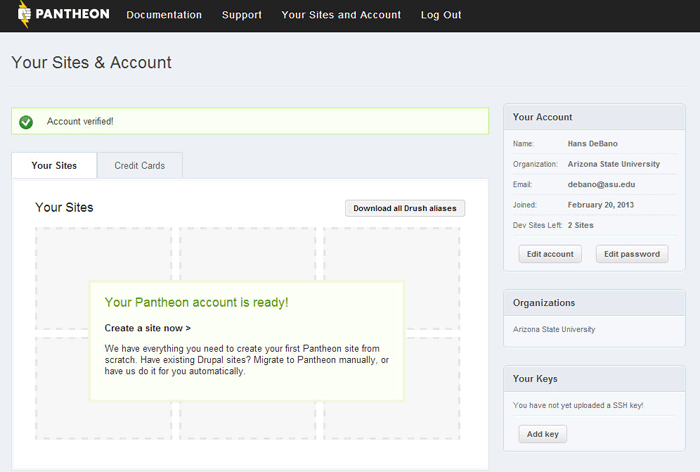 PANTHEON Documentation Support Your Sites and Account Log Out
Your Sites & Account
Account verified!
Your Sites Credit Cards
Your Sites Download all Drush aliases
Your Pantheon account is ready!
Create a site now >
We have everything you need to create your first Pantheon site from
scratch. Have existing Drupal sites? Migrate to Pantheon manually, or
have us do it for you automatically.
Your Account
Name: Hans DeBano
Organization: Arizona State University
Email: debano@asu.edu
Joined: February 20, 2013
Dev Sites Left: 2 Sites
Edit account Edit password
Organizations
Arizona State University
Your Keys
You have not yet uploaded a SSH key!
Add key